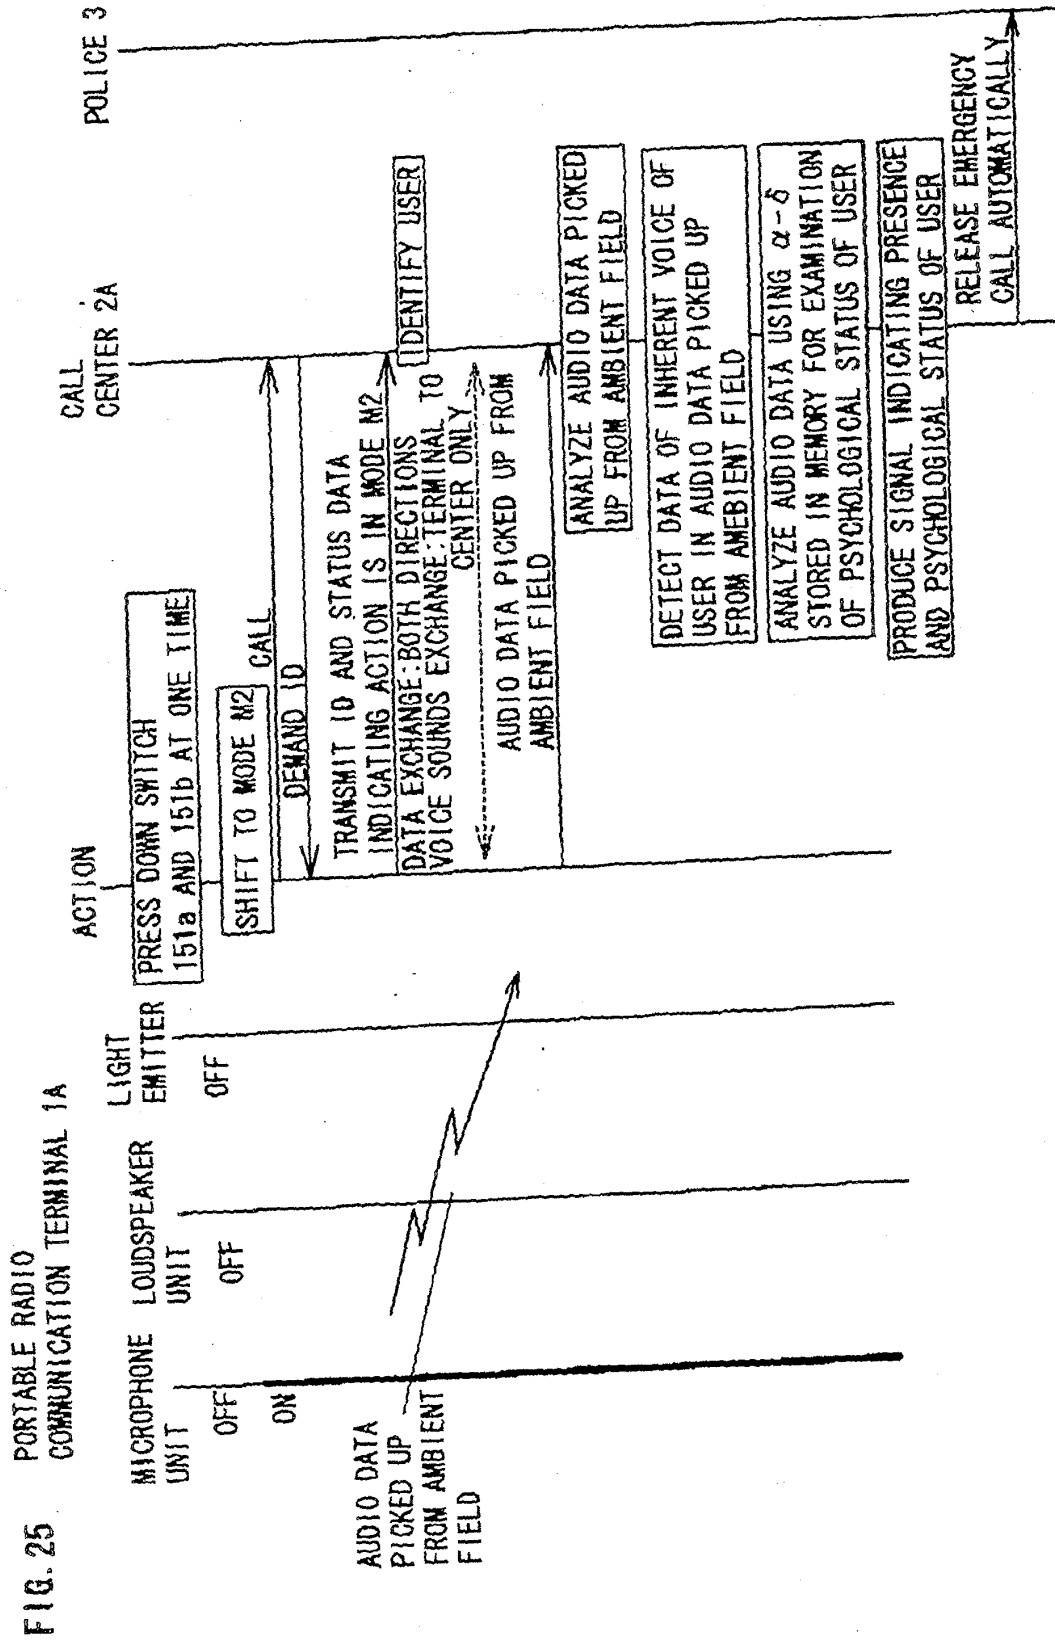 FIG. 25
PORTABLE RADIO
COMMUNICATION TERMINAL 1A
MICROPHONE
UNIT
LOUDSPEAKER
UNIT
LIGHT
EMITTER
ACTION
CALL
CENTER 2A
POLICE 3
OFF
ON
OFF
OFF
AUDIO DATA
PICKED UP
FROM AMBIENT
FIELD
PRESS DOWN SWITCH
151a AND 151b AT ONE TIME
SHIFT TO MODE M2
CALL
DEMAND ID
TRANSMIT ID AND STATUS DATA
INDICATING ACTION IS IN MODE M2
IDENTIFY USER
DATA EXCHANGE:BOTH DIRECTIONS
VOICE SOUNDS EXCHANGE:TERMINAL TO
CENTER ONLY
AUDIO DATA PICKED UP FROM
AMBIENT FIELD
ANALYZE AUDIO DATA PICKED
UP FROM AMBIENT FIELD
DETECT DATA OF INHERENT VOICE OF
USER IN AUDIO DATA PICKED UP
FROM AMEBIENT FIELD
ANALYZE AUDIO DATA USING α-δ
STORED IN MEMORY FOR EXAMINATION
OF PSYCHOLOGICAL STATUS OF USER
PRODUCE SIGNAL INDICATING PRESENCE
AND PSYCHOLOGICAL STATUS OF USER
RELEASE EMERGENCY
CALL AUTOMATICALLY